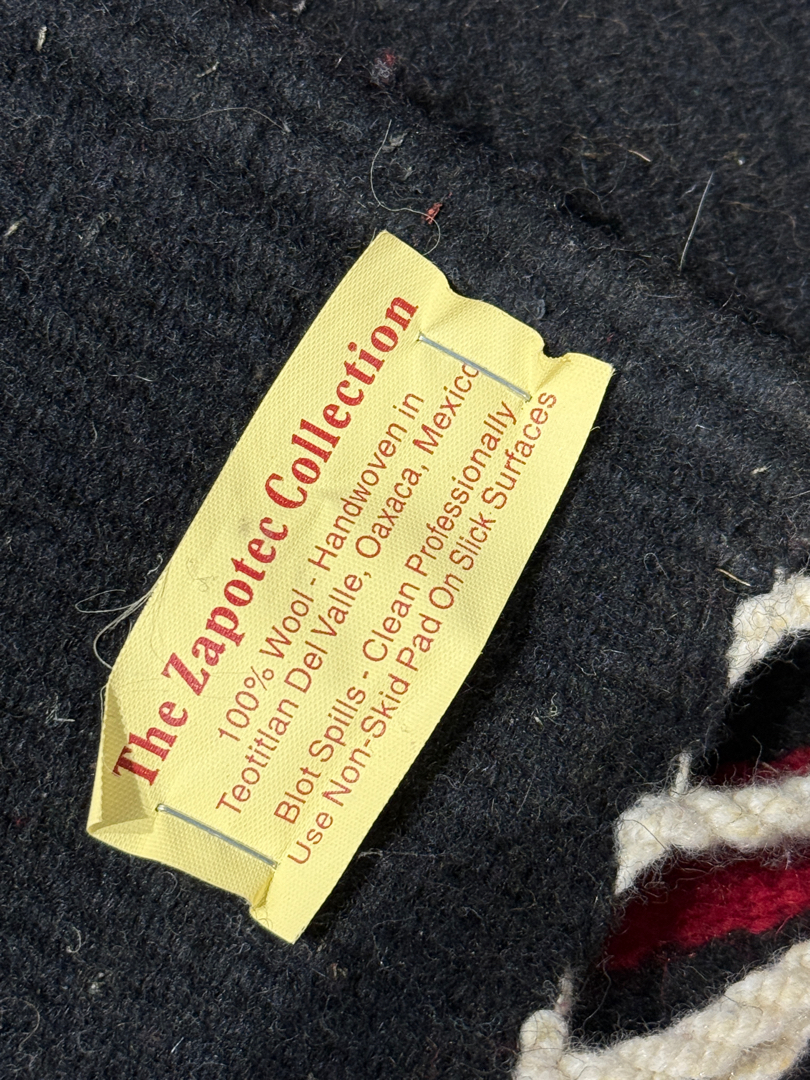 The Zapotec Collection
100% Wool - Handwoven in
Teotitlan Del Valle, Oaxaca, Mexico
Blot Spills - Clean Professionally
Use Non-Skid Pad On Slick Surfaces